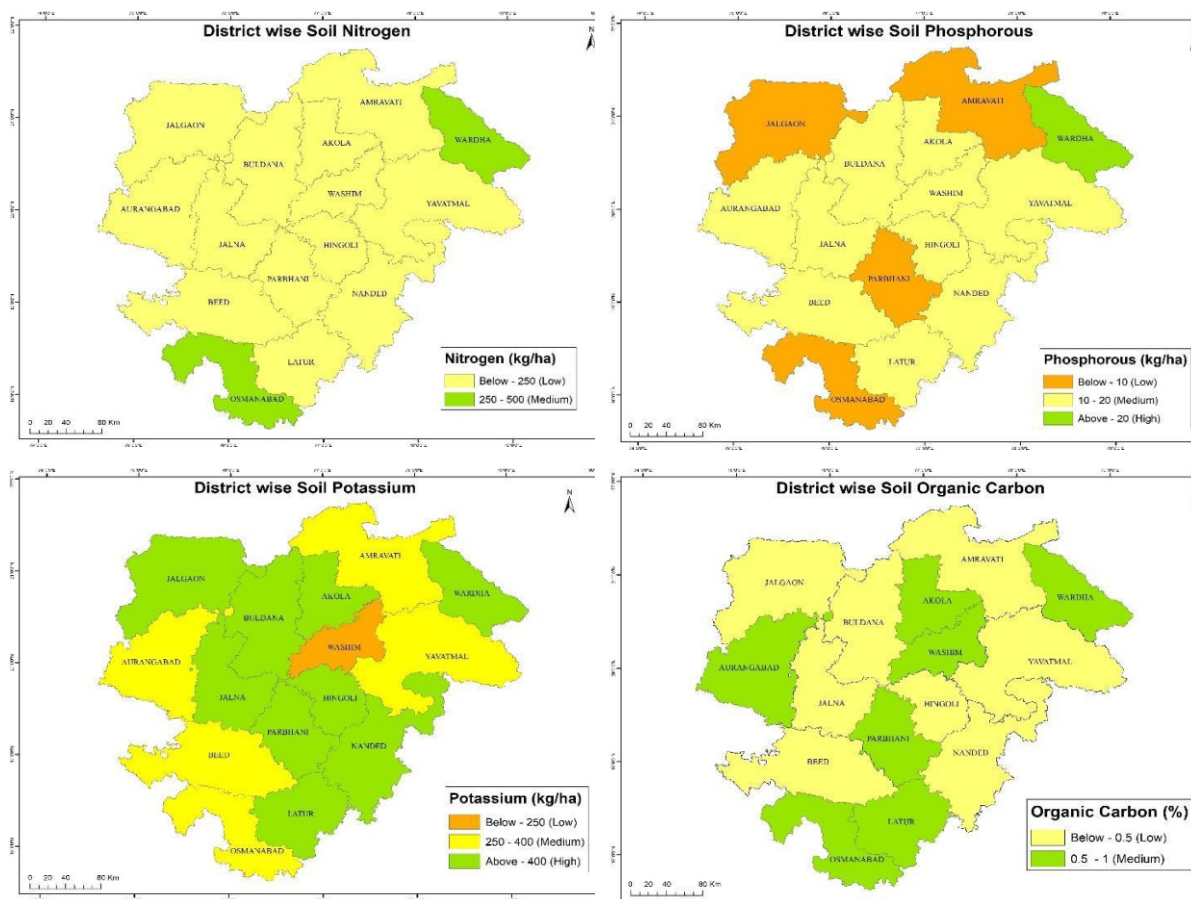 District wise Soil Nitrogen
N
AMRAVATI
JALGAON
WARDHA
AKOLA
BULDANA
WASHIM
YAVATMAL
AURANGABAD
JALNA
HINGOLI
PARBHANI
NANDED
BEED
LATUR
OSMANABAD
Nitrogen (kg/ha)
Below - 250 (Low)
250 - 500 (Medium)
0 20 40 80 Km
District wise Soil Phosphorous
N
AMRAVATI
JALGAON
WARDHA
AKOLA
BULDANA
WASHIM
YAVATMAL
AURANGABAD
JALNA
HINGOLI
PARBHANI
NANDED
BEED
LATUR
OSMANABAD
Phosphorous (kg/ha)
Below - 10 (Low)
10 - 20 (Medium)
Above - 20 (High)
0 20 40 80 Km
District wise Soil Potassium
N
AMRAVATI
JALGAON
WARDHA
AKOLA
BULDANA
WASHIM
YAVATMAL
AURANGABAD
JALNA
HINGOLI
PARBHANI
NANDED
BEED
LATUR
OSMANABAD
Potassium (kg/ha)
Below - 250 (Low)
250 - 400 (Medium)
Above - 400 (High)
0 20 40 80 Km
District wise Soil Organic Carbon
AMRAVATI
JALGAON
WARDHA
AKOLA
BULDANA
WASHIM
YAVATMAL
AURANGABAD
JALNA
HINGOLI
PARBHANI
NANDED
BEED
LATUR
OSMANABAD
Organic Carbon (%)
Below - 0.5 (Low)
0.5 - 1 (Medium)
0 20 40 80 Km